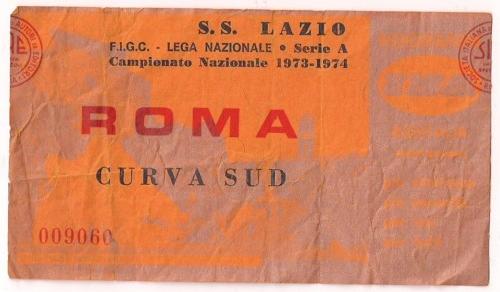 S.S. LAZIO
F.I.G.C. - LEGA NAZIONALE • Serie A
Campionato Nazionale 1973-1974
ROMA
CURVA SUD
009060